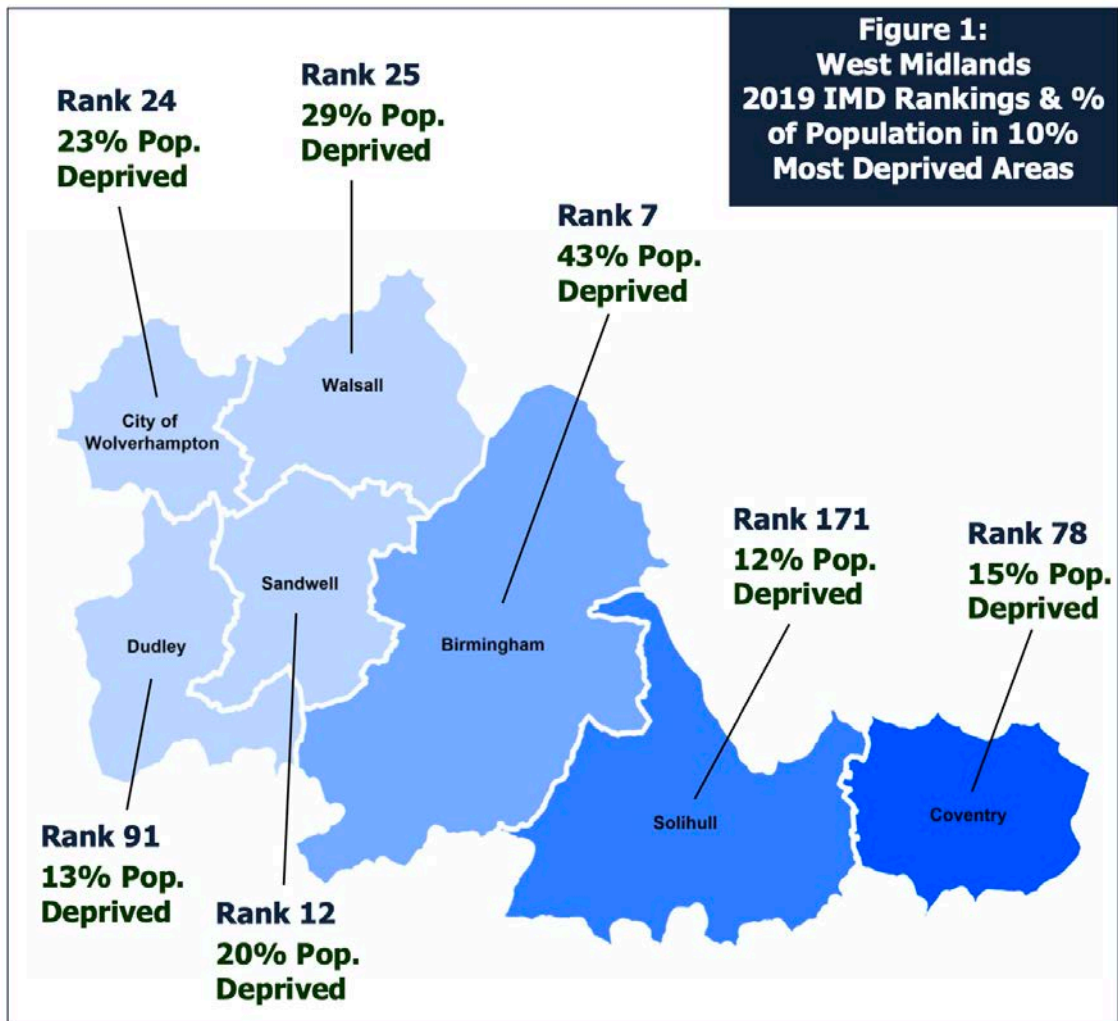 Figure 1:
West Midlands
2019 IMD Rankings & %
of Population in 10%
Most Deprived Areas
Rank 24
23% Pop.
Deprived
Rank 25
29% Pop.
Deprived
Rank 7
43% Pop.
Deprived
Walsall
City of
Wolverhampton
Rank 171
12% Pop.
Deprived
Rank 78
15% Pop.
Deprived
Sandwell
Dudley
Birmingham
Solihull
Coventry
Rank 91
13% Pop.
Deprived
Rank 12
20% Pop.
Deprived